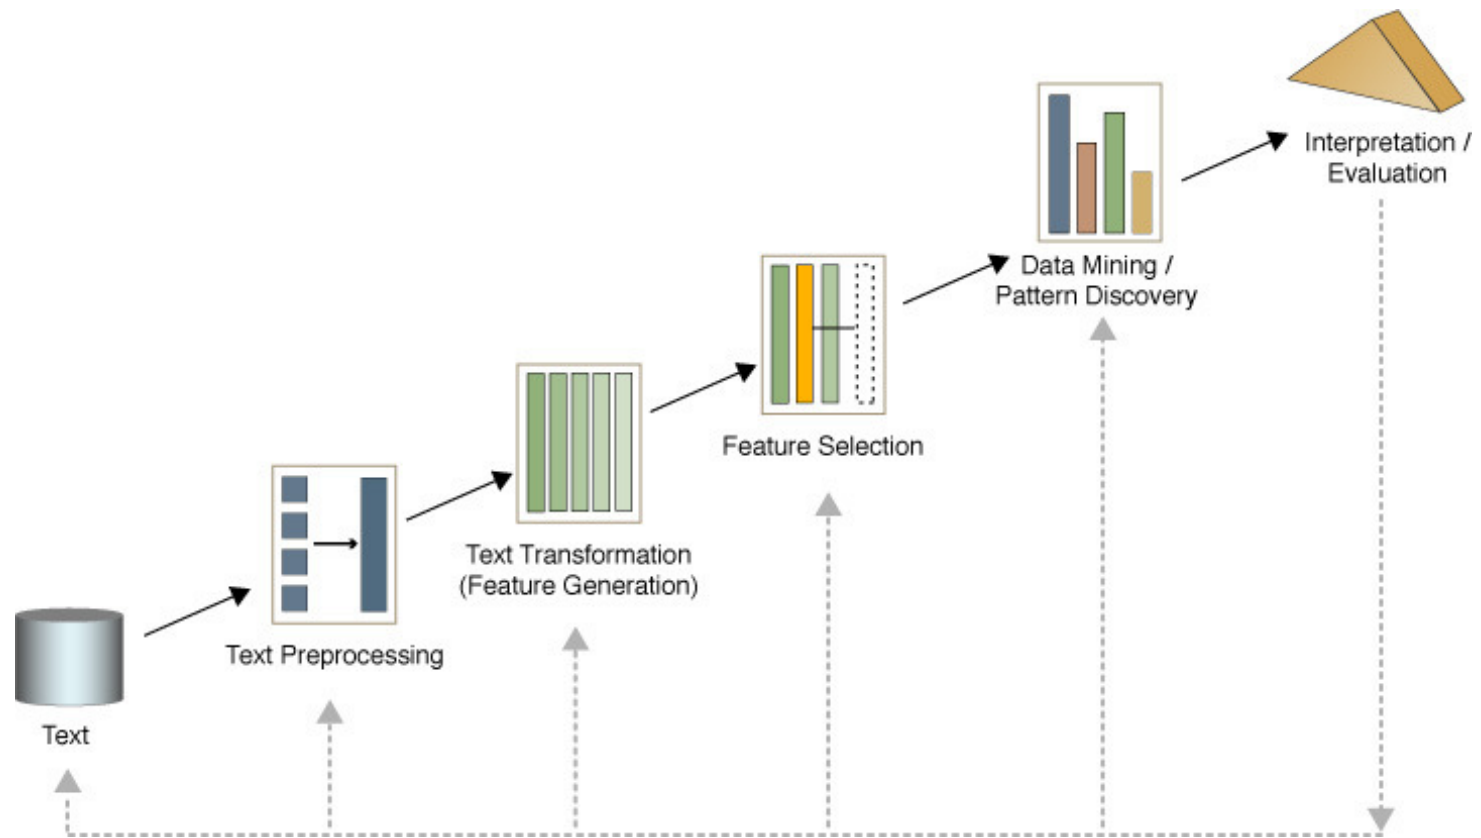 Text
Text Preprocessing
Text Transformation
(Feature Generation)
Feature Selection
Data Mining /
Pattern Discovery
Interpretation /
Evaluation